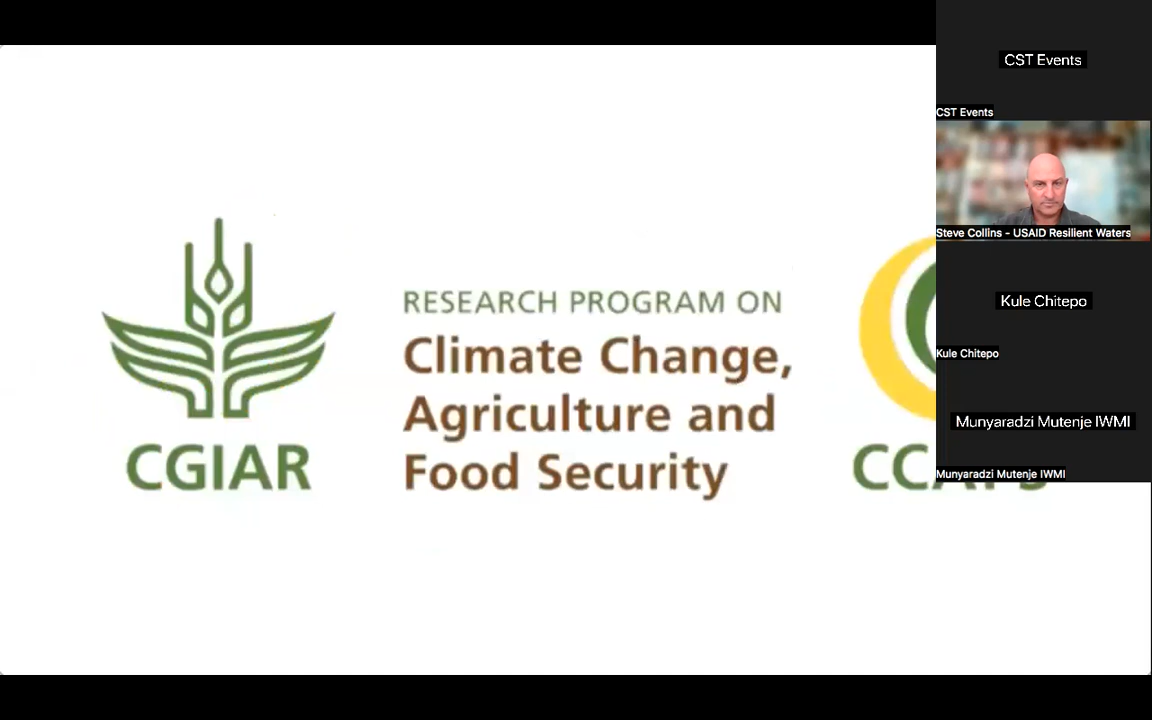 CST Events
CST Events
Steve Collins - USAID Resilient Waters
RESEARCH PROGRAM ON
Climate Change,
Agriculture and
Food Security
CGIAR
Kule Chitepo
Kule Chitepo
Munyaradzi Mutenje IWMI
Munyaradzi Mutenje IWMI